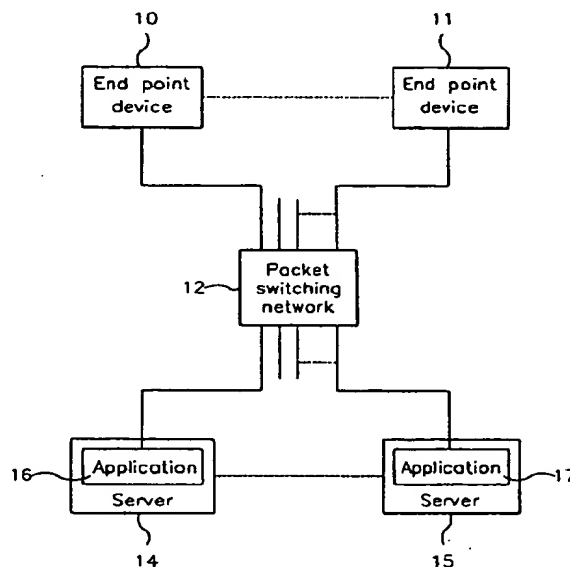 10
11
End point
device
End point
device
12
Packet
switching
network
16
Application
Server
14
Application
17
Server
15